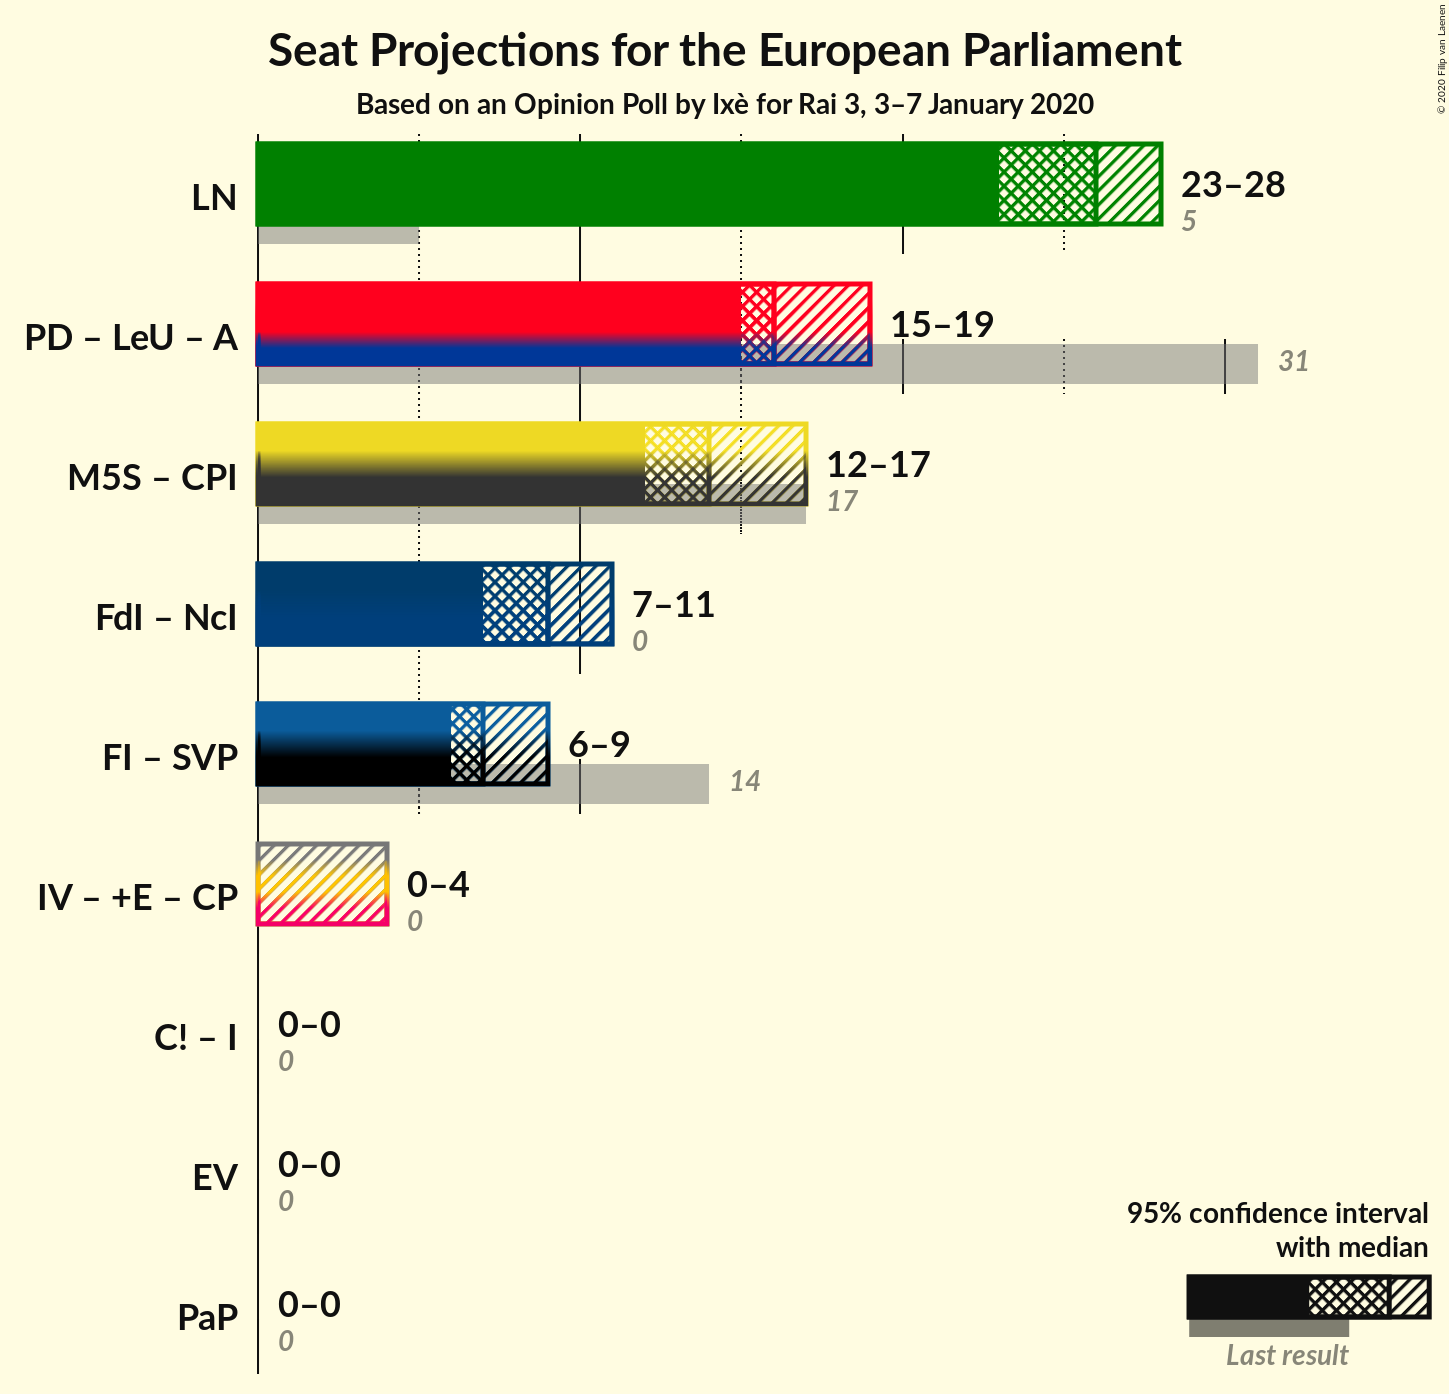 Seat Projections for the European Parliament
Based on an Opinion Poll by Ixè for Rai 3, 3–7 January 2020
© 2020 Filip van Laenen
LN
23–28
5
PD – LeU – A
15–19
31
M5S – CPI
12–17
17
FdI – NcI
7–11
0
FI – SVP
6–9
14
IV – +E – CP
0–4
0
C! – I
0–0
0
EV
0–0
0
PaP
0–0
0
95% confidence interval
with median
Last result